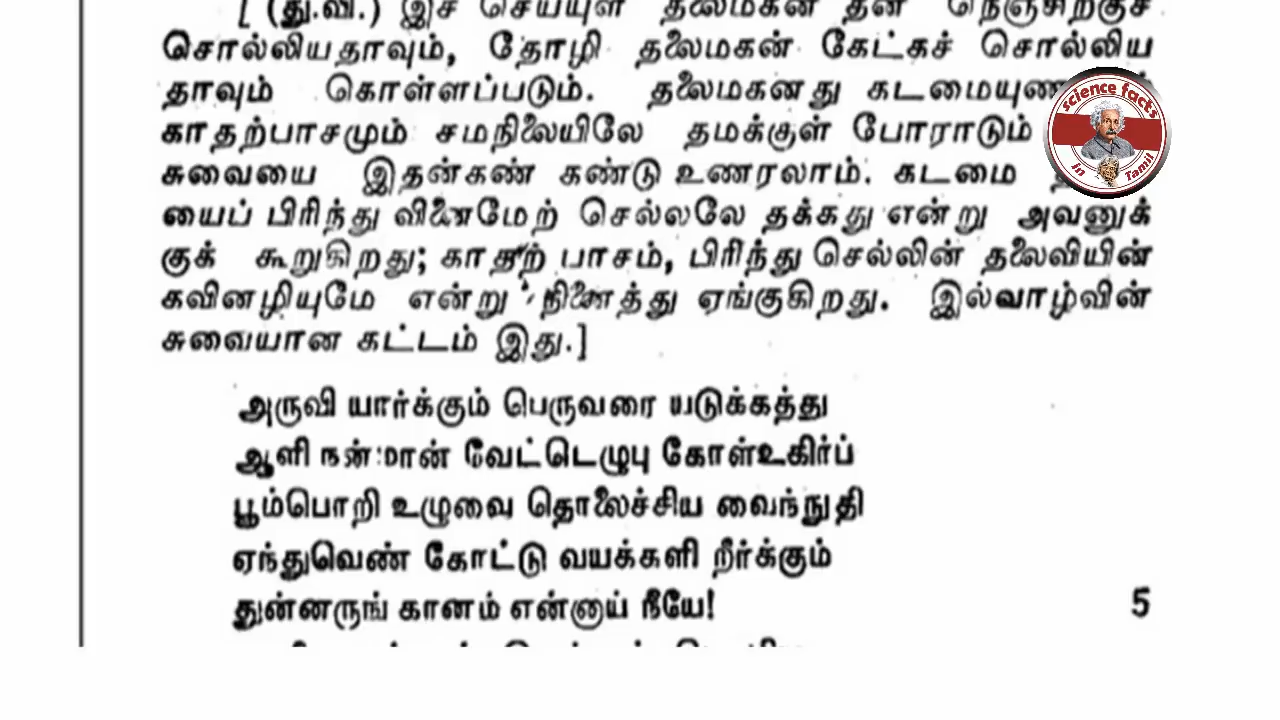 [ (து.வி.) இச் செய்யுள் தலைமகன் தன் நெஞ்சிற்குச்
சொல்லியதாவும், தோழி தலைமகன் கேட்கச் சொல்லிய
தாவும் கொள்ளப்படும். தலைமகனது
காதற்பாசமும் சமநிலையிலே தமக்குள் போராடும்
சுவையை இதன்கண் கண்டு உணரலாம். கடமை
யைப் பிரிந்து வினைமேற் செல்லலே தக்கது என்று அவனுக்
குக் கூறுகிறது; காதற் பாசம், பிரிந்து செல்லின் தலைவியின்
கவினழியுமே என்று நினைத்து ஏங்குகிறது. இல்வாழ்வின்
சுவையான கட்டம் இது.]
அருவி யார்க்கும் பெருவரை யடுக்கத்து
ஆளி நன்மான் வேட்டெழுபு கோள்உகிர்ப்
பூம்பொறி உழுவை தொலைச்சிய வைந்நுதி
ஏந்துவெண் கோட்டு வயக்களி றீர்க்கும்
துன்னருங் கானம் என்னாய் நீயே! 5
science facts
in Tamil